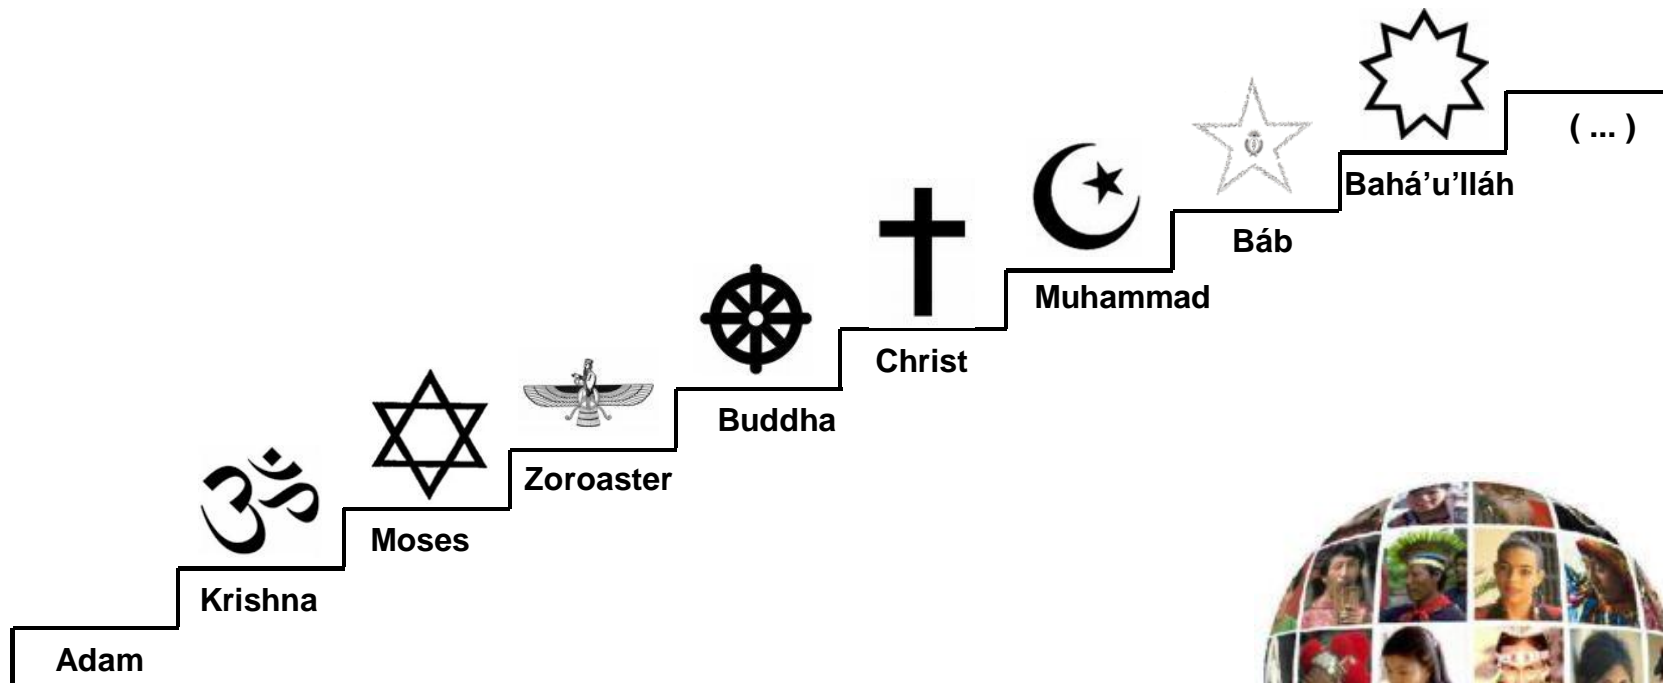 Adam
Krishna
Moses
Zoroaster
Buddha
Christ
Muhammad
Báb
Bahá’u’lláh
( ... )